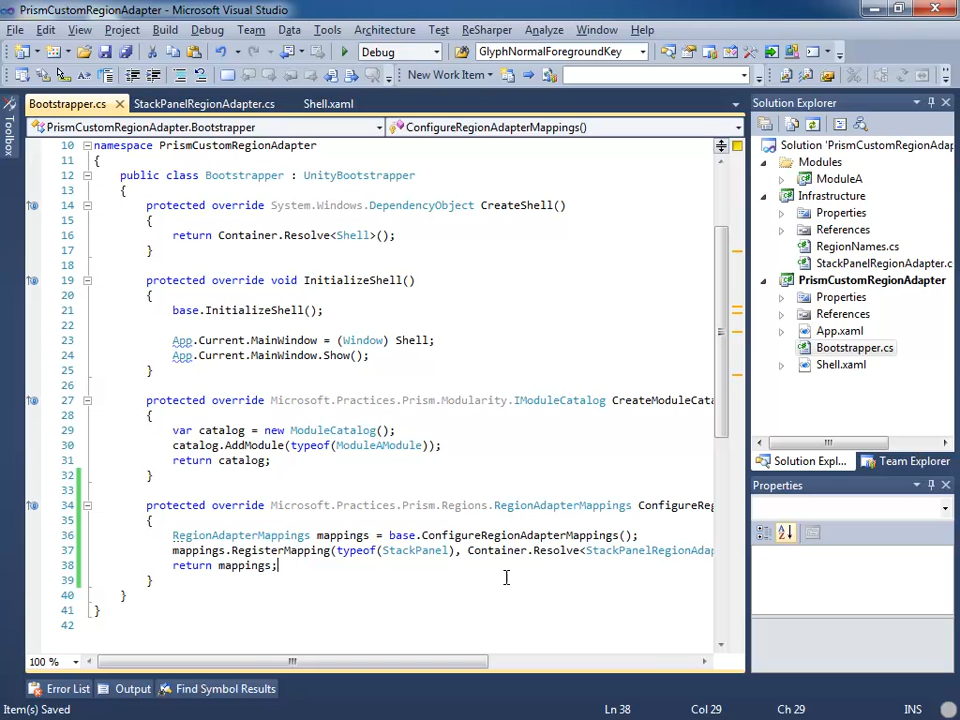 PrismCustomRegionAdapter - Microsoft Visual Studio
File Edit View Project Build Debug Team Data Tools Architecture Test ReSharper Analyze Window Help
Debug GlyphNormalForegroundKey
New Work Item
Bootstrapper.cs StackPanelRegionAdapter.cs Shell.xaml
PrismCustomRegionAdapter.Bootstrapper ConfigureRegionAdapterMappings()
10 namespace PrismCustomRegionAdapter
11 {
12 public class Bootstrapper : UnityBootstrapper
13 {
14 protected override System.Windows.DependencyObject CreateShell()
15 {
16 return Container.Resolve<Shell>();
17 }
18
19 protected override void InitializeShell()
20 {
21 base.InitializeShell();
22
23 App.Current.MainWindow = (Window) Shell;
24 App.Current.MainWindow.Show();
25 }
26
27 protected override Microsoft.Practices.Prism.Modularity.IModuleCatalog CreateModuleCata
28 {
29 var catalog = new ModuleCatalog();
30 catalog.AddModule(typeof(ModuleAModule));
31 return catalog;
32 }
33
34 protected override Microsoft.Practices.Prism.Regions.RegionAdapterMappings ConfigureReg
35 {
36 RegionAdapterMappings mappings = base.ConfigureRegionAdapterMappings();
37 mappings.RegisterMapping(typeof(StackPanel), Container.Resolve<StackPanelRegionAdap
38 return mappings;
39 }
40 }
41 }
42
100 %
Error List Output Find Symbol Results
Item(s) Saved Ln 38 Col 29 Ch 29 INS
Toolbox
Solution Explorer
Solution 'PrismCustomRegionAdap
Modules
ModuleA
Infrastructure
Properties
References
RegionNames.cs
StackPanelRegionAdapter.c
PrismCustomRegionAdapter
Properties
References
App.xaml
Bootstrapper.cs
Shell.xaml
Solution Expl... Team Explorer
Properties